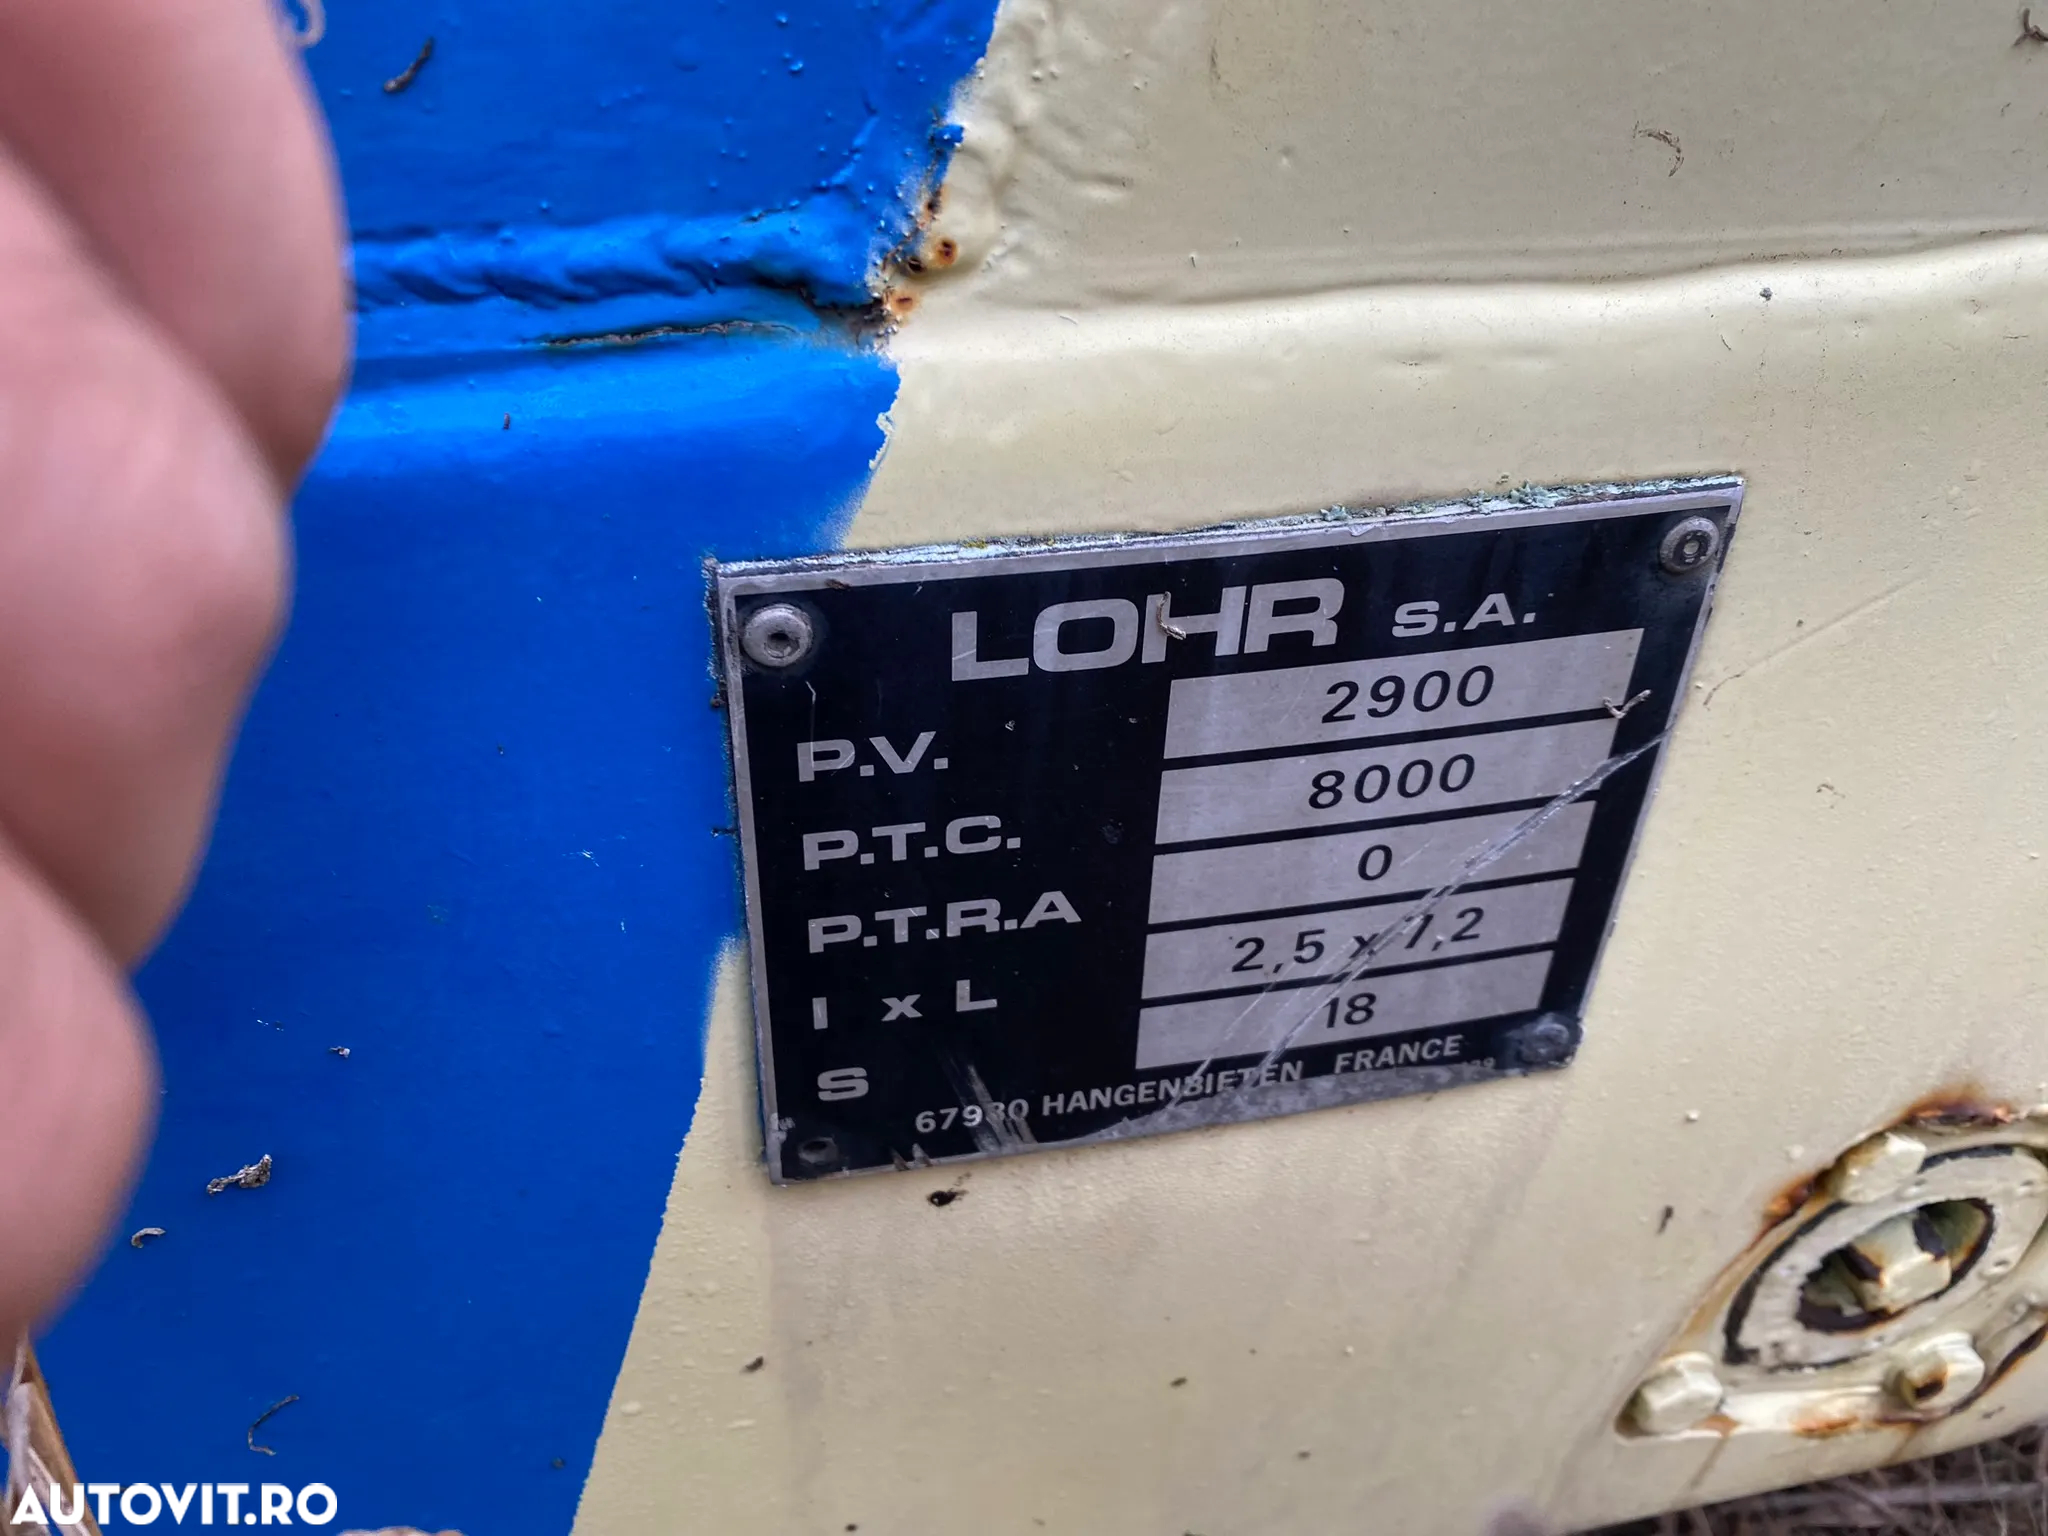 LOHR S.A.
P.V. 2900
P.T.C. 8000
P.T.R.A 0
l x L 2,5 x 7,2
S 18
67980 HANGENBIETEN FRANCE
AUTOVIT.RO